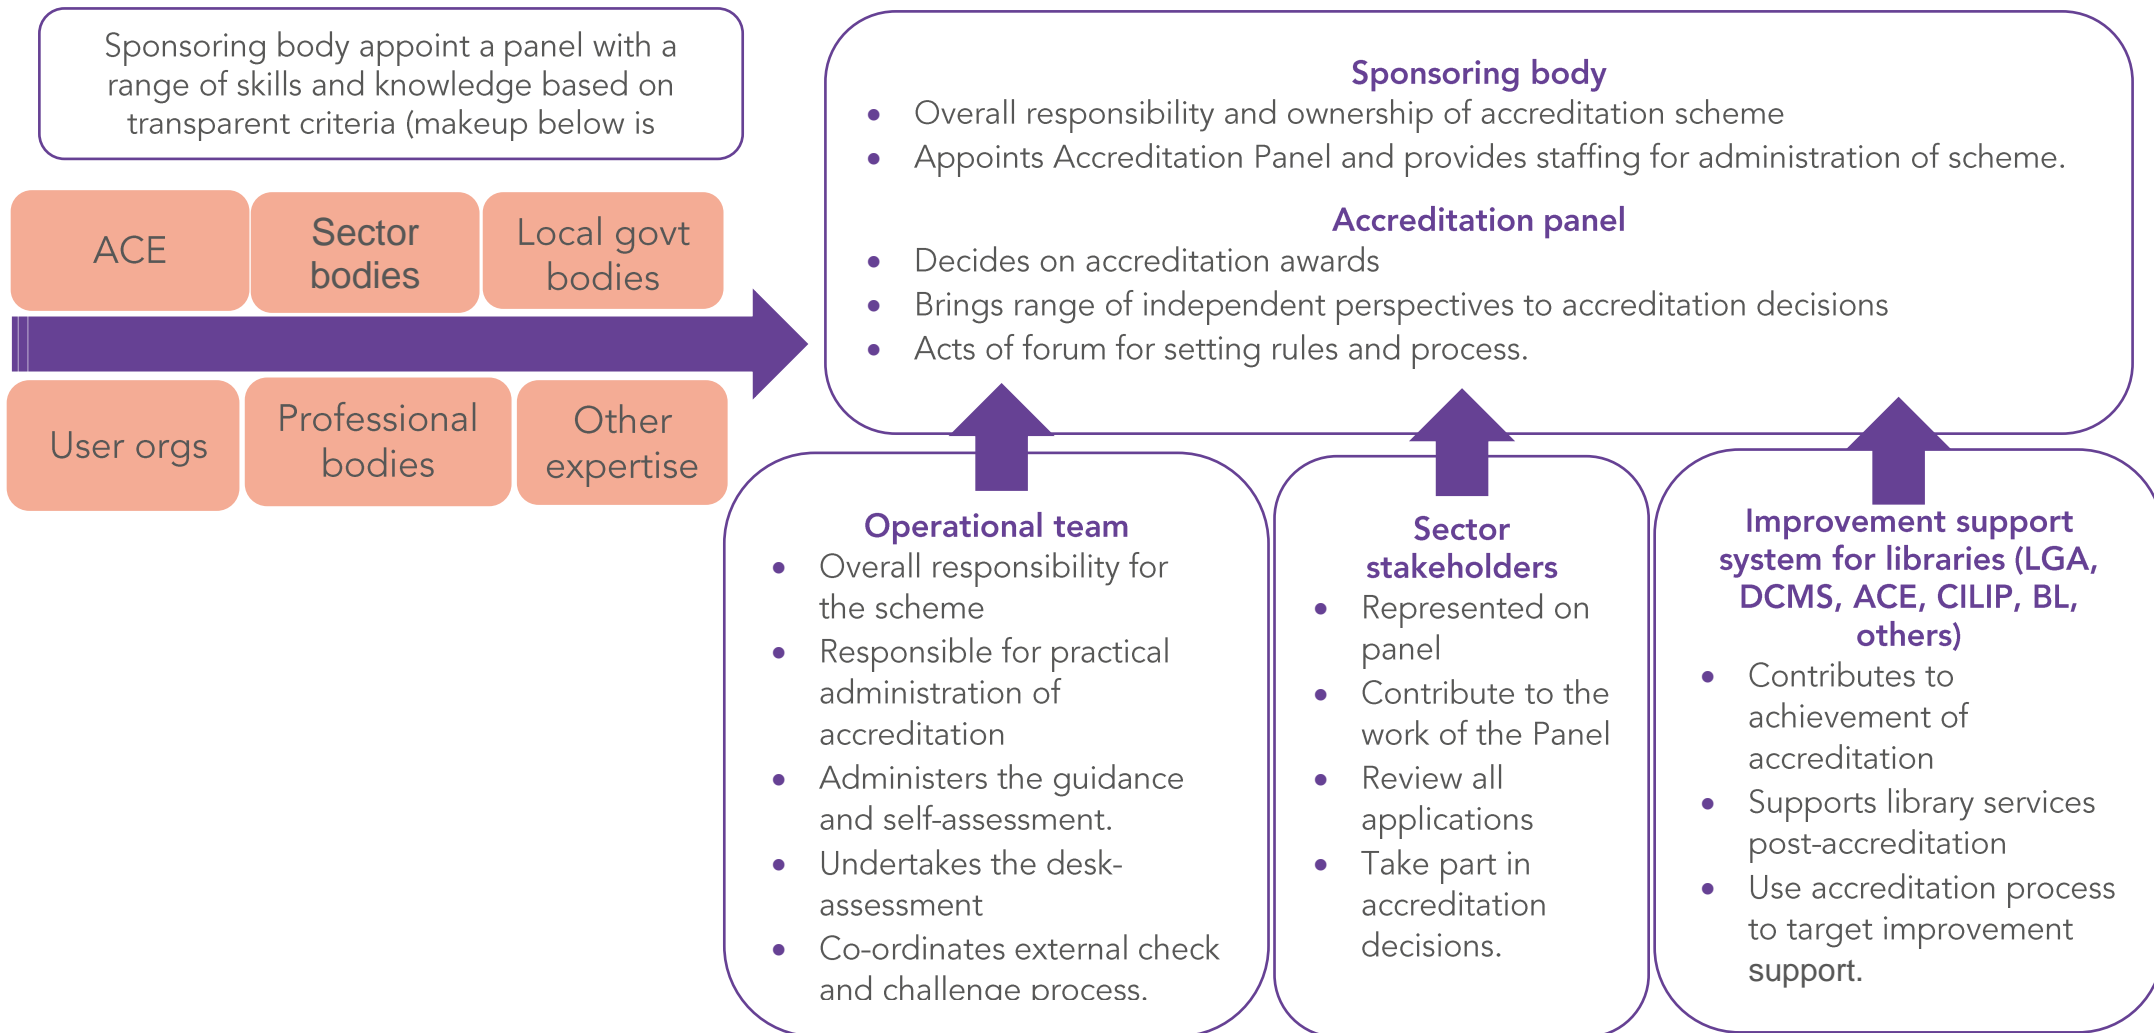 Sponsoring body appoint a panel with a
range of skills and knowledge based on
transparent criteria (makeup below is
ACE
Sector
bodies
Local govt
bodies
User orgs
Professional
bodies
Other
expertise
Sponsoring body
• Overall responsibility and ownership of accreditation scheme
• Appoints Accreditation Panel and provides staffing for administration of scheme.
Accreditation panel
• Decides on accreditation awards
• Brings range of independent perspectives to accreditation decisions
• Acts of forum for setting rules and process.
Operational team
• Overall responsibility for
the scheme
• Responsible for practical
administration of
accreditation
• Administers the guidance
and self-assessment.
• Undertakes the desk-
assessment
• Co-ordinates external check
and challenge process.
Sector
stakeholders
• Represented on
panel
• Contribute to the
work of the Panel
• Review all
applications
• Take part in
accreditation
decisions.
Improvement support
system for libraries (LGA,
DCMS, ACE, CILIP, BL,
others)
• Contributes to
achievement of
accreditation
• Supports library services
post-accreditation
• Use accreditation process
to target improvement
support.